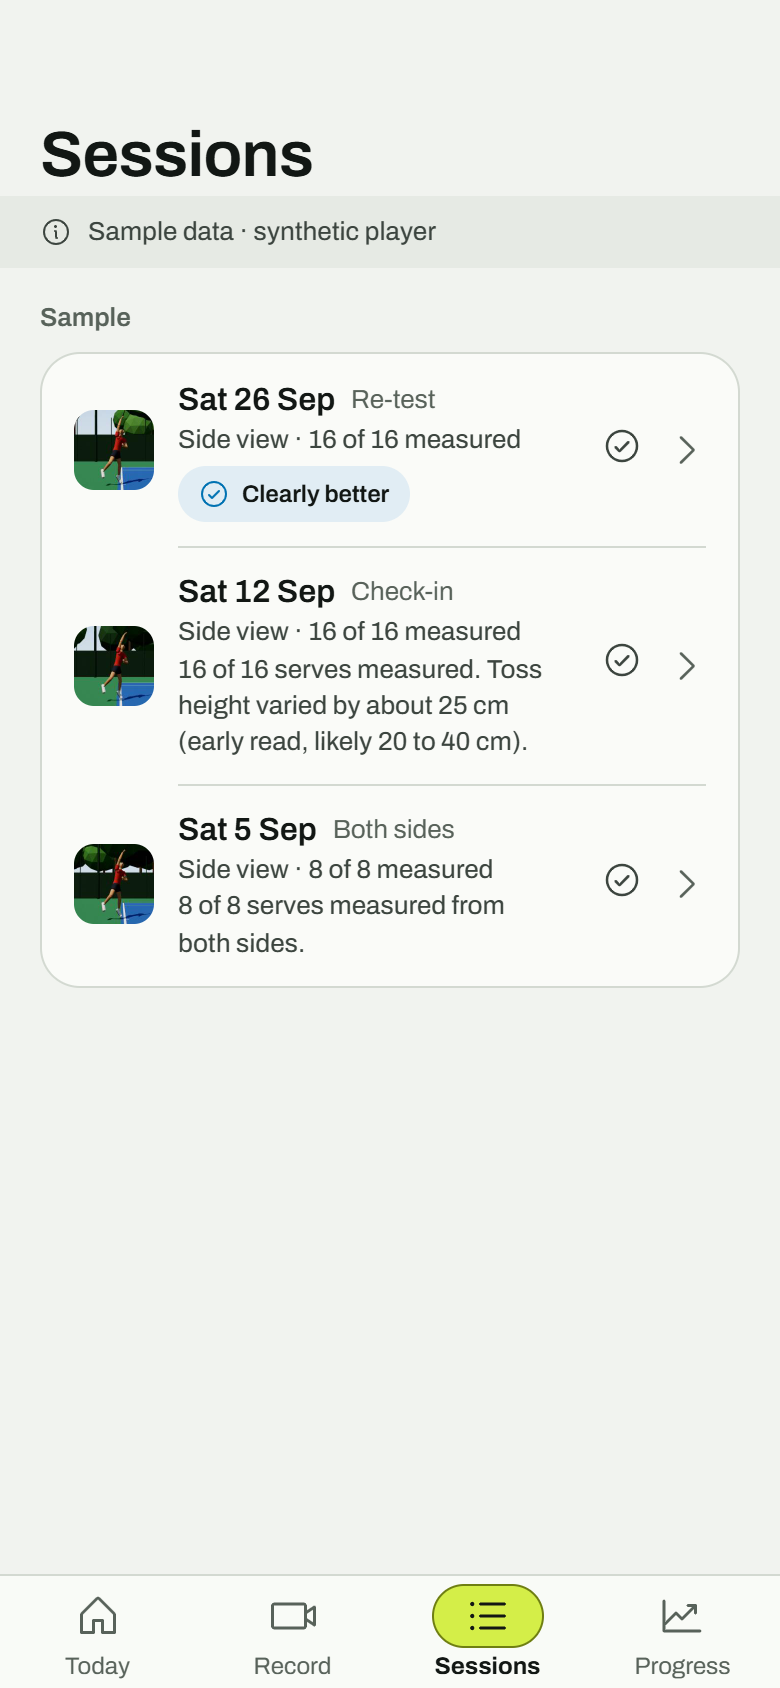 Sessions
Sample data · synthetic player
Sample
Sat 26 Sep Re-test
Side view · 16 of 16 measured
Clearly better
Sat 12 Sep Check-in
Side view · 16 of 16 measured
16 of 16 serves measured. Toss
height varied by about 25 cm
(early read, likely 20 to 40 cm).
Sat 5 Sep Both sides
Side view · 8 of 8 measured
8 of 8 serves measured from
both sides.
Today Record Sessions Progress